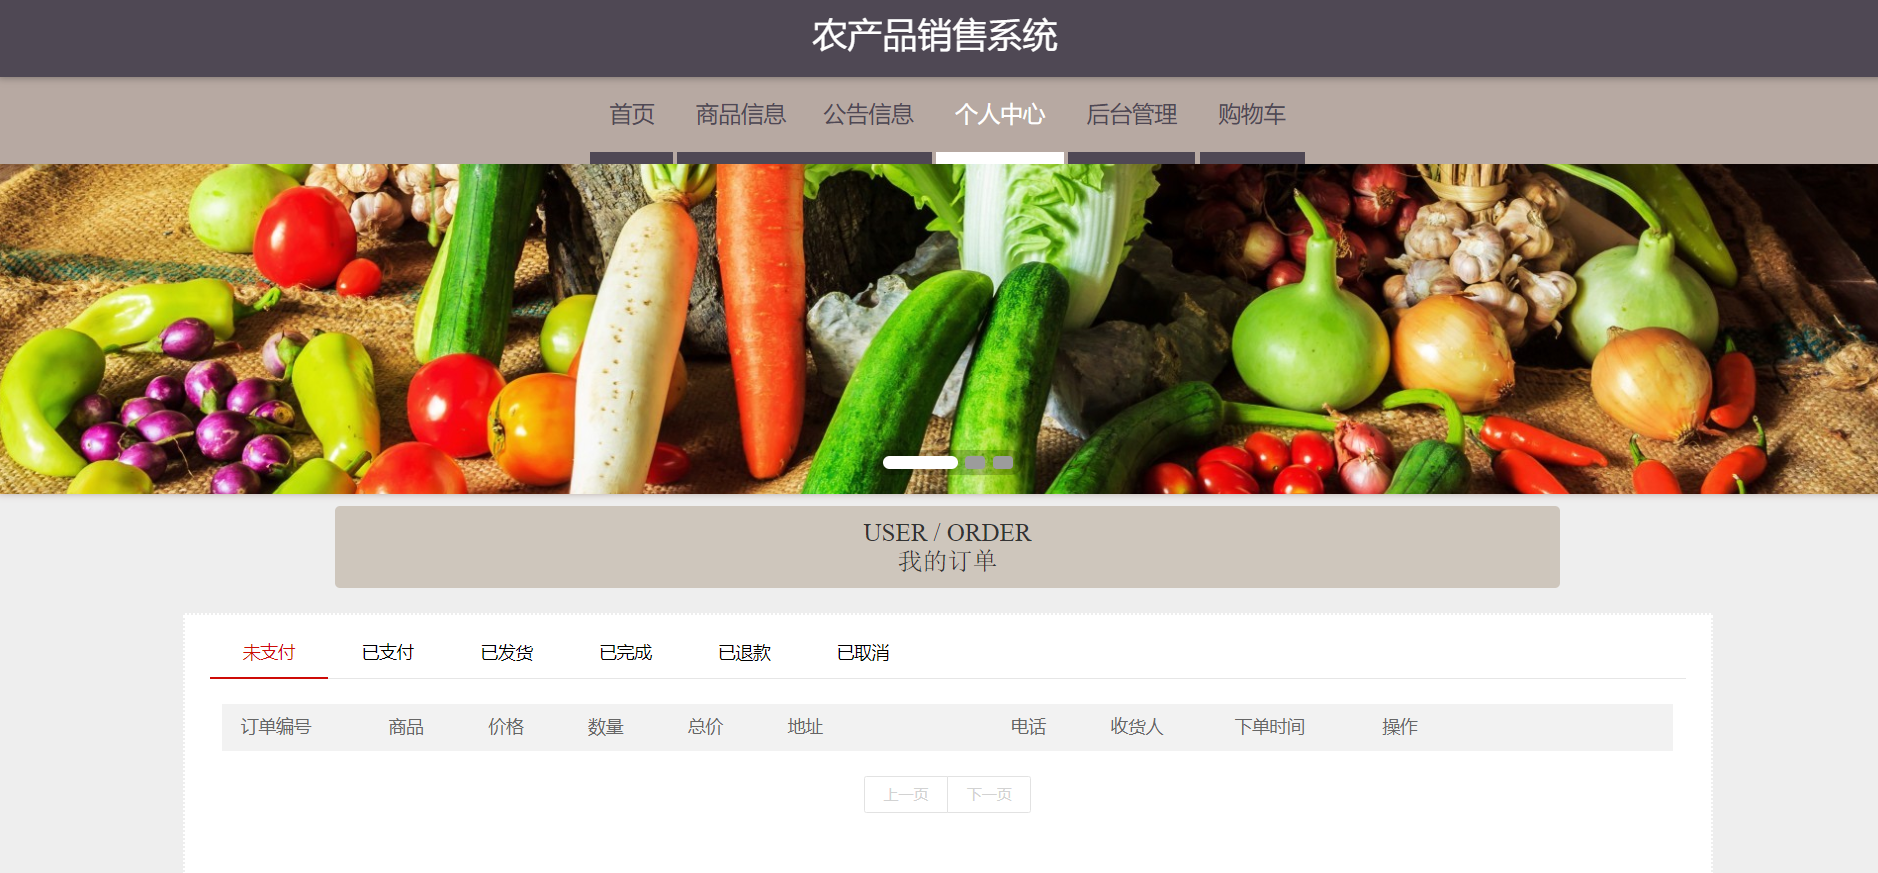 农产品销售系统
首页 商品信息 公告信息 个人中心 后台管理 购物车
USER / ORDER
我的订单
未支付 已支付 已发货 已完成 已退款 已取消
订单编号 商品 价格 数量 总价 地址 电话 收货人 下单时间 操作
上一页 下一页